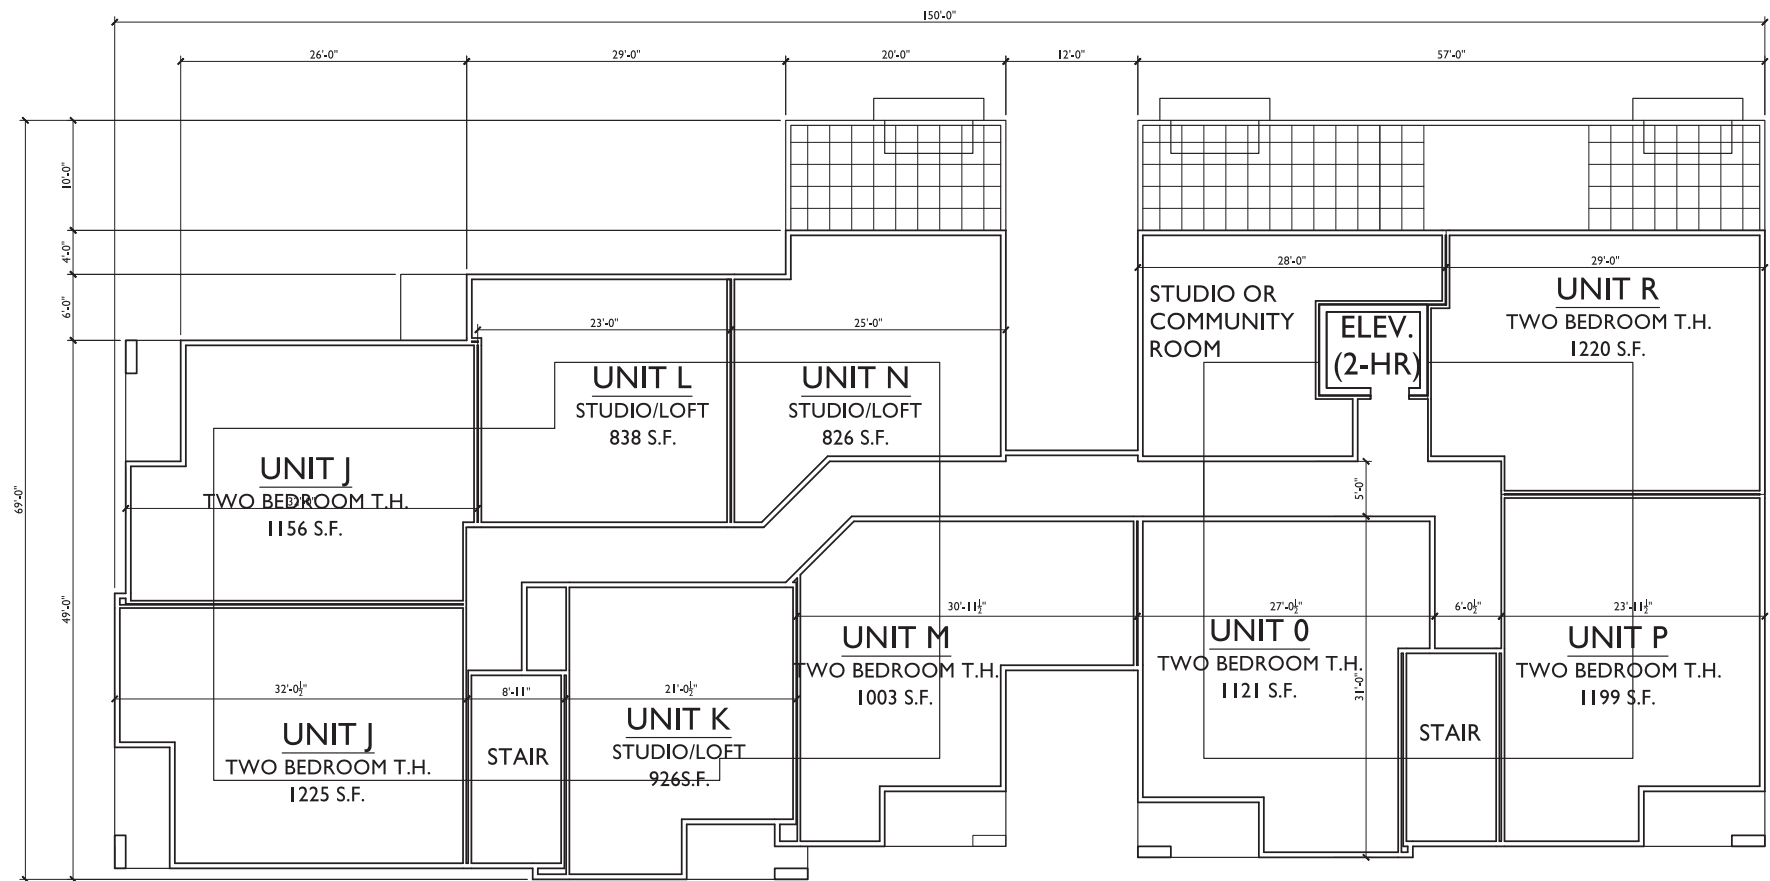 150'-0"
26'-0"
29'-0"
20'-0"
12'-0"
57'-0"
69'-0"
10'-0"
4'-0"
6'-0"
49'-0"
28'-0"
29'-0"
STUDIO OR
COMMUNITY
ROOM
ELEV.
(2-HR)
UNIT R
TWO BEDROOM T.H.
1220 S.F.
23'-0"
25'-0"
UNIT L
STUDIO/LOFT
838 S.F.
UNIT N
STUDIO/LOFT
826 S.F.
UNIT J
TWO BEDROOM T.H.
32'-0"
1156 S.F.
5'-0"
30'-11½"
27'-0½"
6'-0½"
23'-11½"
UNIT M
TWO BEDROOM T.H.
1003 S.F.
UNIT 0
TWO BEDROOM T.H.
1121 S.F.
31'-0"
UNIT P
TWO BEDROOM T.H.
1199 S.F.
32'-0½"
8'-11"
21'-0½"
UNIT J
TWO BEDROOM T.H.
1225 S.F.
STAIR
UNIT K
STUDIO/LOFT
926S.F.
STAIR